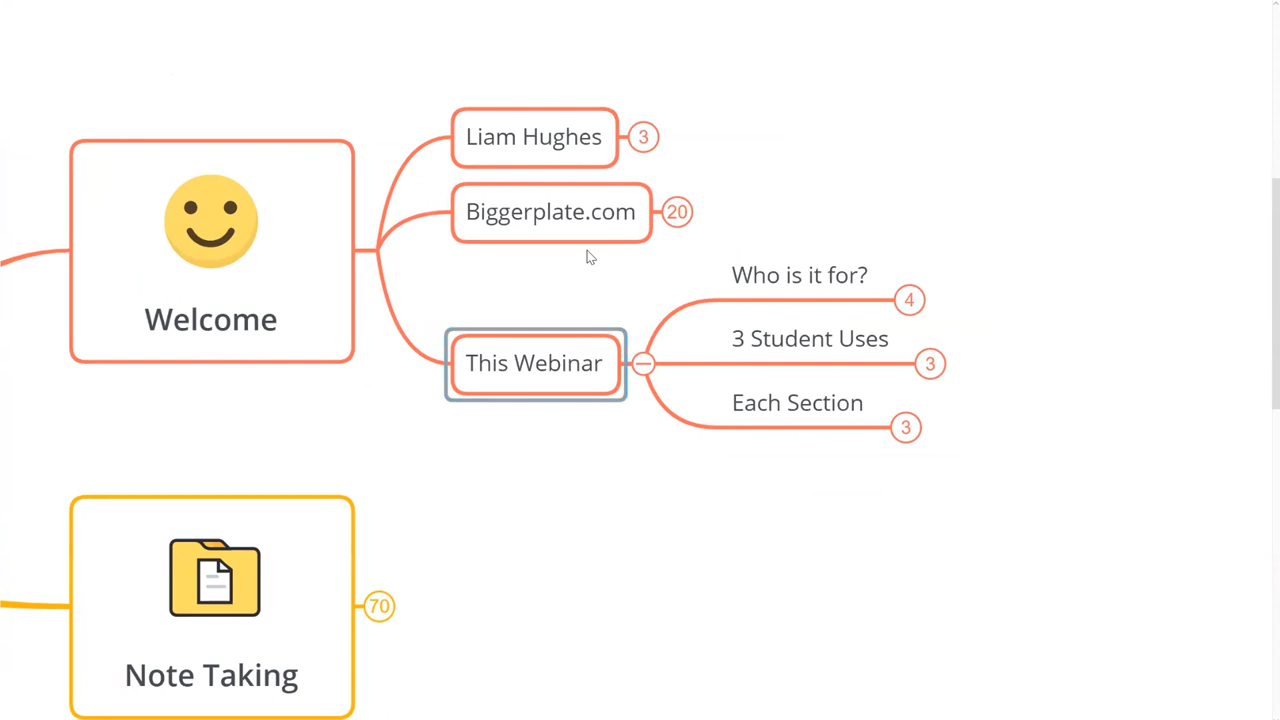 Liam Hughes
3
Biggerplate.com
20
Welcome
This Webinar
Who is it for?
4
3 Student Uses
3
Each Section
3
Note Taking
70